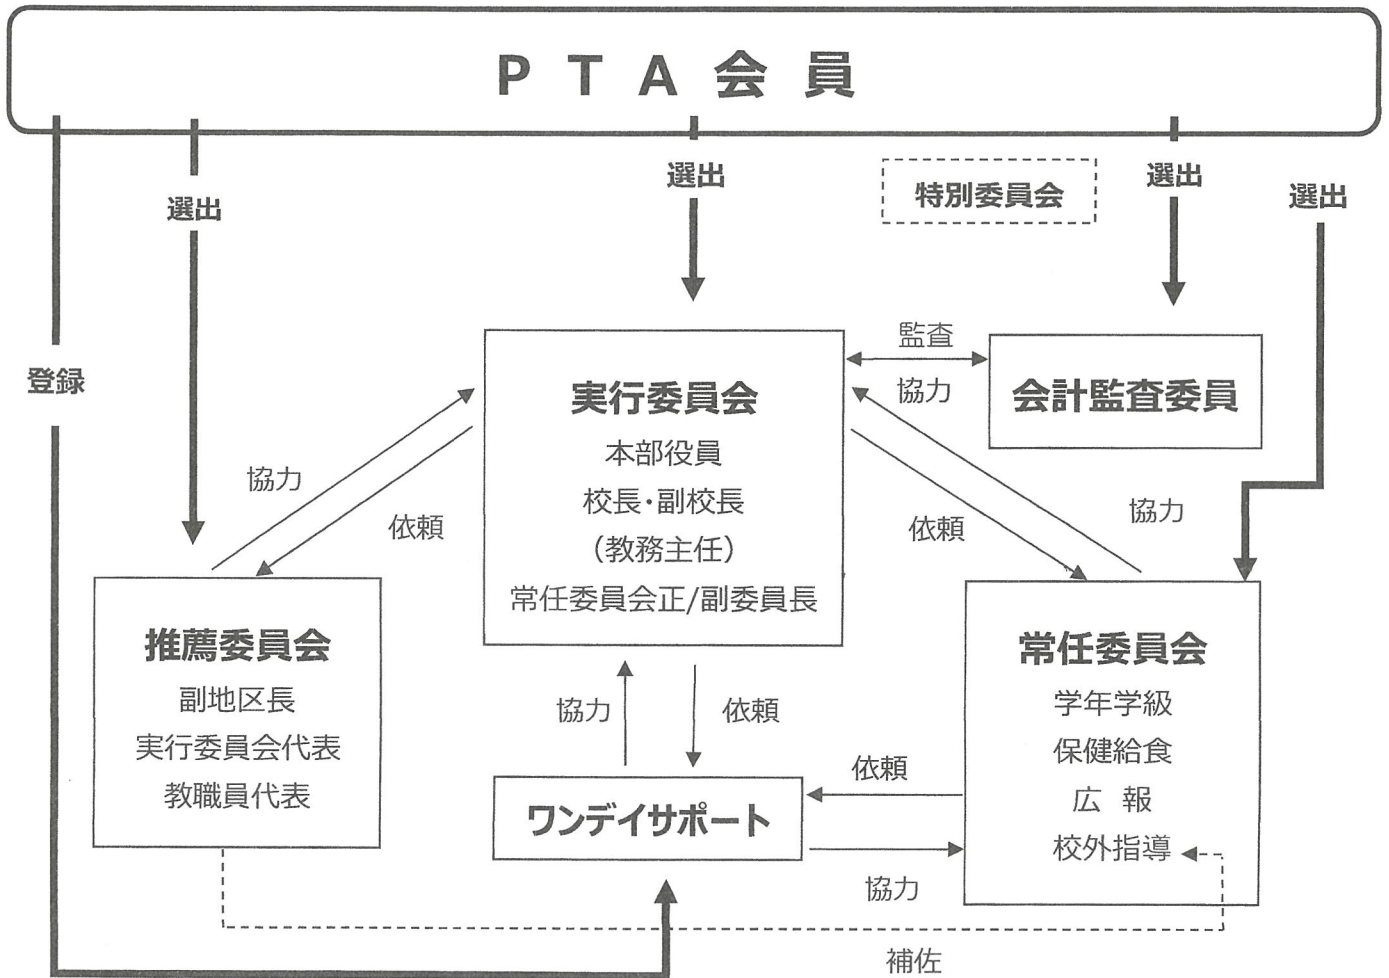 PTA会員
選出
選出
選出
選出
特別委員会
登録
監査
協力
実行委員会
本部役員
校長・副校長
(教務主任)
常任委員会正/副委員長
会計監査委員
協力
依頼
依頼
協力
推薦委員会
副地区長
実行委員会代表
教職員代表
協力
依頼
ワンデイサポート
依頼
協力
常任委員会
学年学級
保健給食
広 報
校外指導
補佐